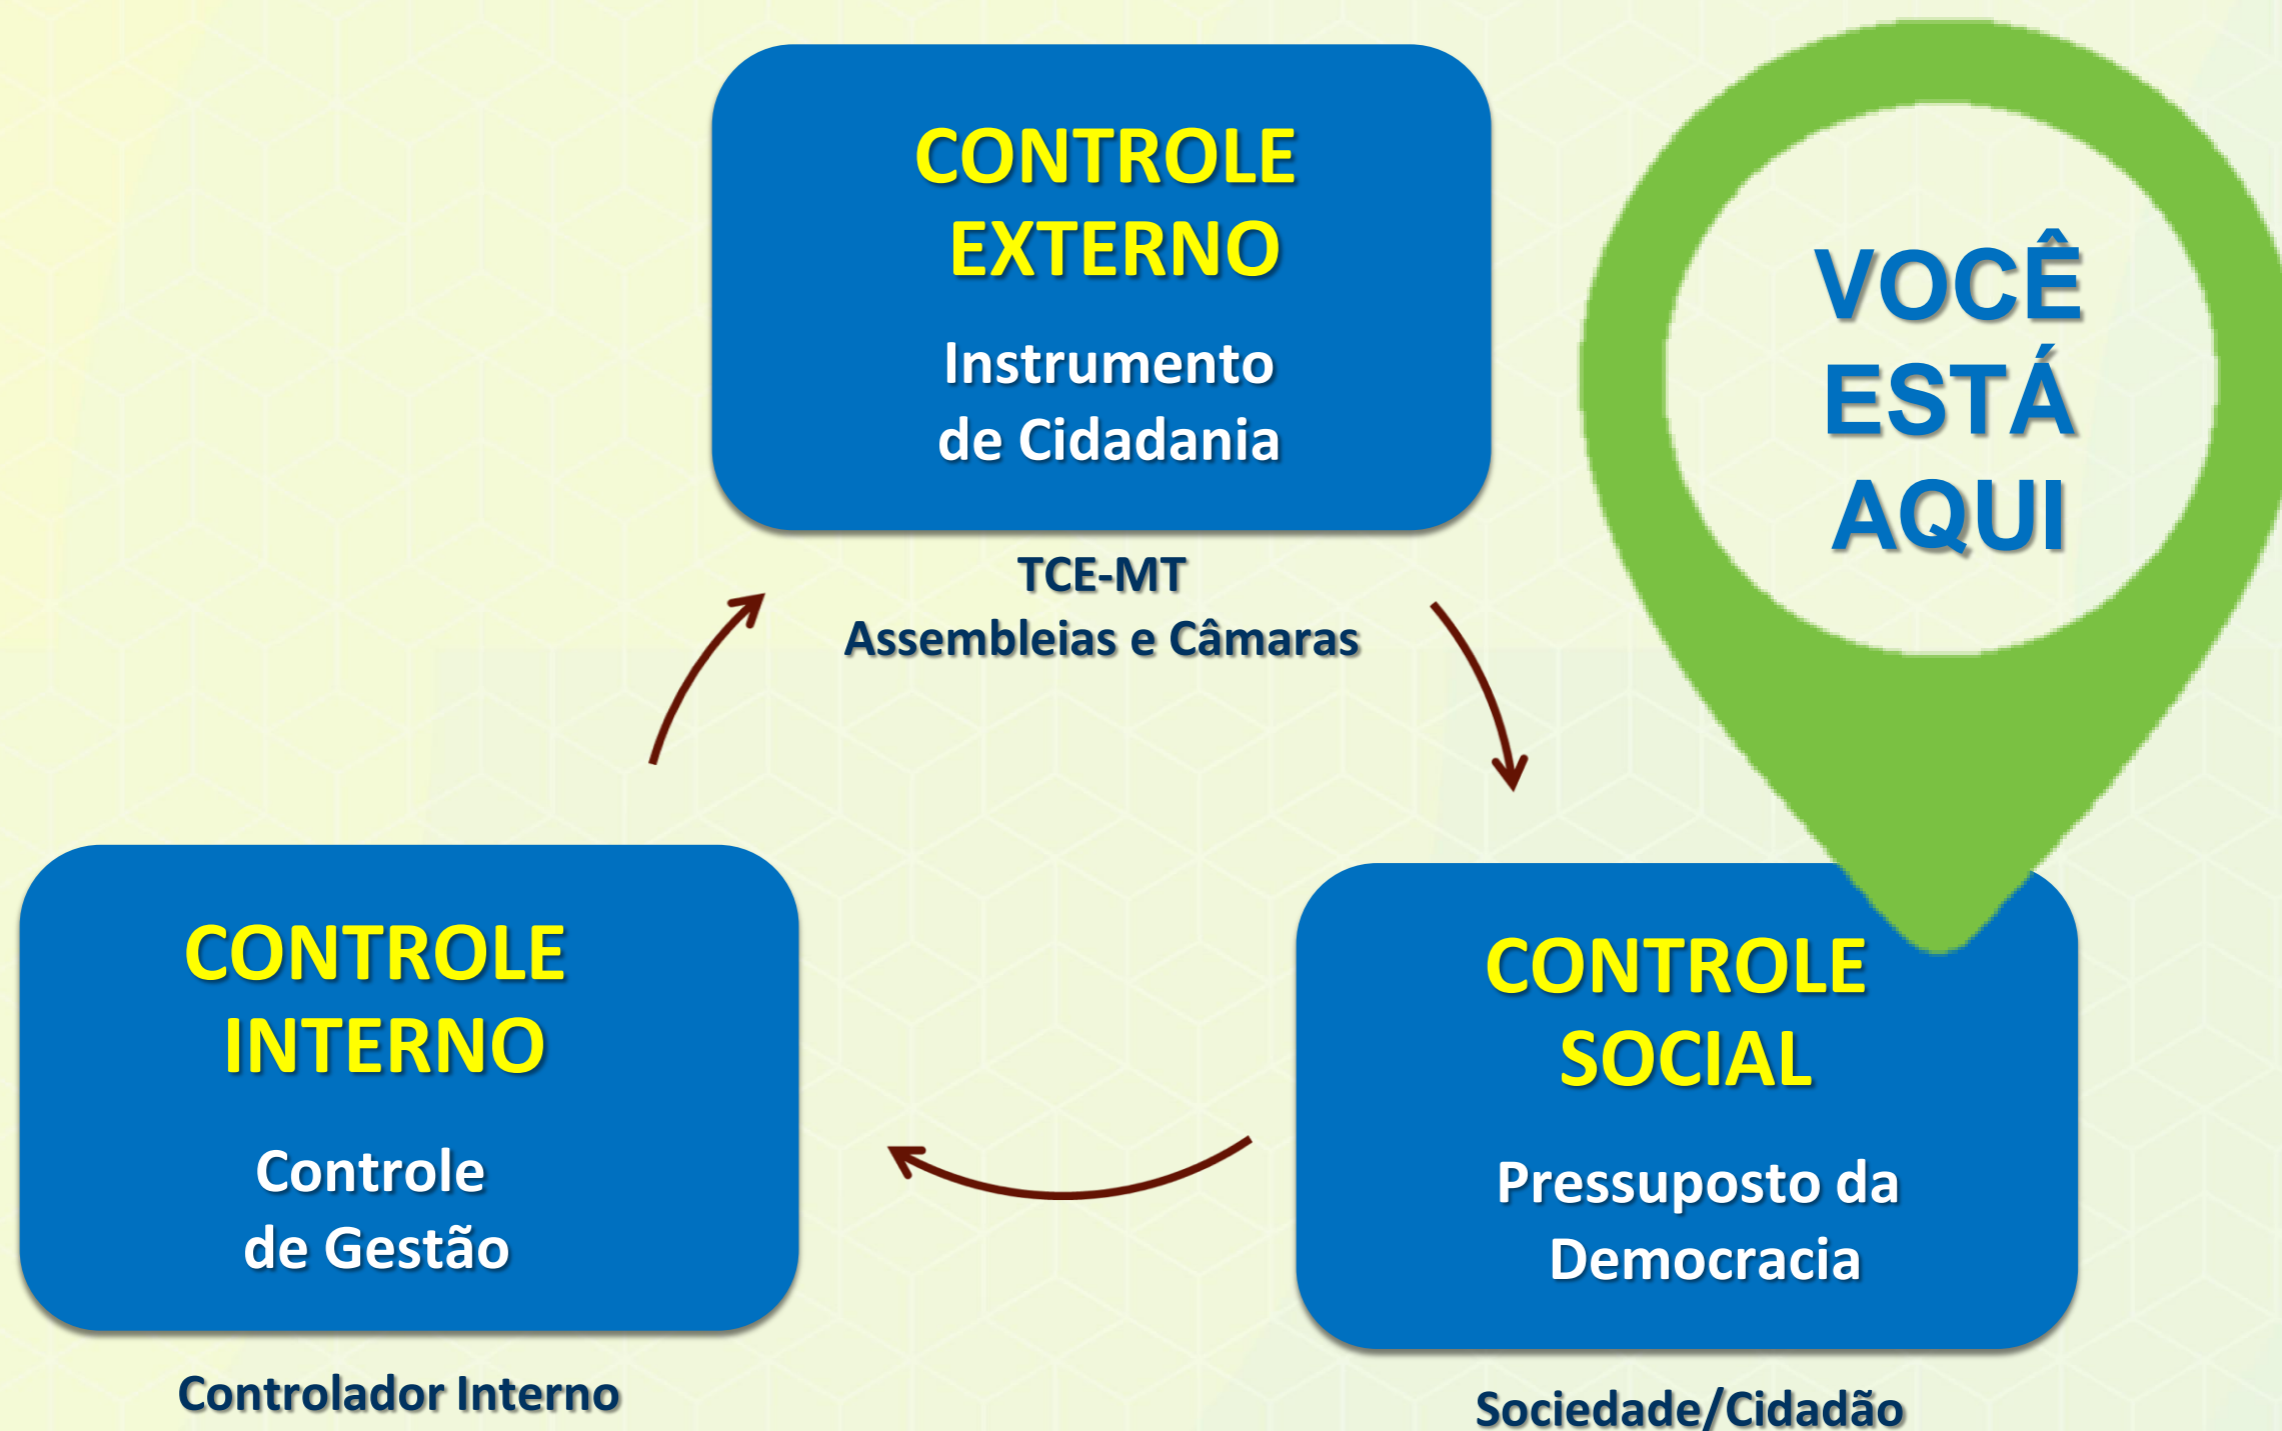 CONTROLE
EXTERNO
Instrumento
de Cidadania
TCE-MT
Assembleias e Câmaras
VOCÊ
ESTÁ
AQUI
CONTROLE
INTERNO
Controle
de Gestão
Controlador Interno
CONTROLE
SOCIAL
Pressuposto da
Democracia
Sociedade/Cidadão